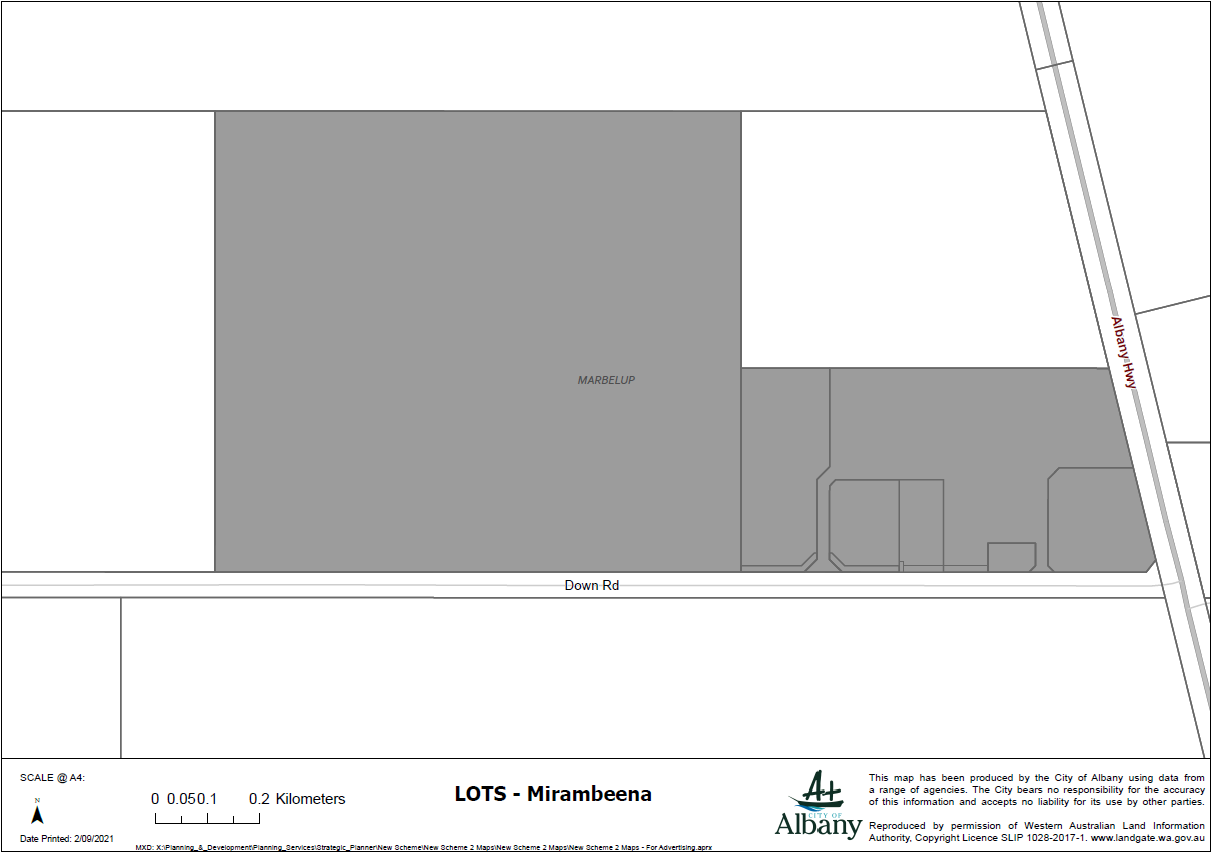 Albany Hwy
MARBELUP
Down Rd
SCALE @ A4:
N
Date Printed: 2/09/2021
0 0.05 0.1 0.2 Kilometers
MXD: X:\Planning_&_Development\Planning_Services\Strategic_Planner\New Scheme\New Scheme 2 Maps\New Scheme 2 Maps\New Scheme 2 Maps - For Advertising.aprx
LOTS - Mirambeena
CITY OF
Albany
This map has been produced by the City of Albany using data from
a range of agencies. The City bears no responsibility for the accuracy
of this information and accepts no liability for its use by other parties.
Reproduced by permission of Western Australian Land Information
Authority, Copyright Licence SLIP 1028-2017-1. www.landgate.wa.gov.au